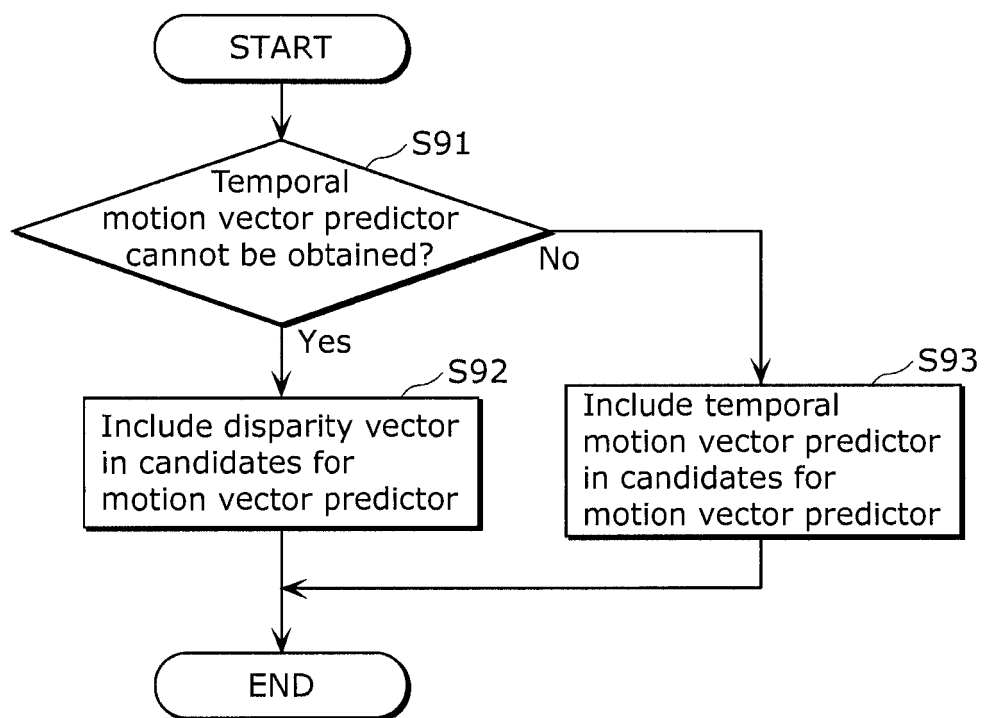 START
S91
Temporal
motion vector predictor
cannot be obtained?
No
Yes
S92
Include disparity vector
in candidates for
motion vector predictor
S93
Include temporal
motion vector predictor
in candidates for
motion vector predictor
END